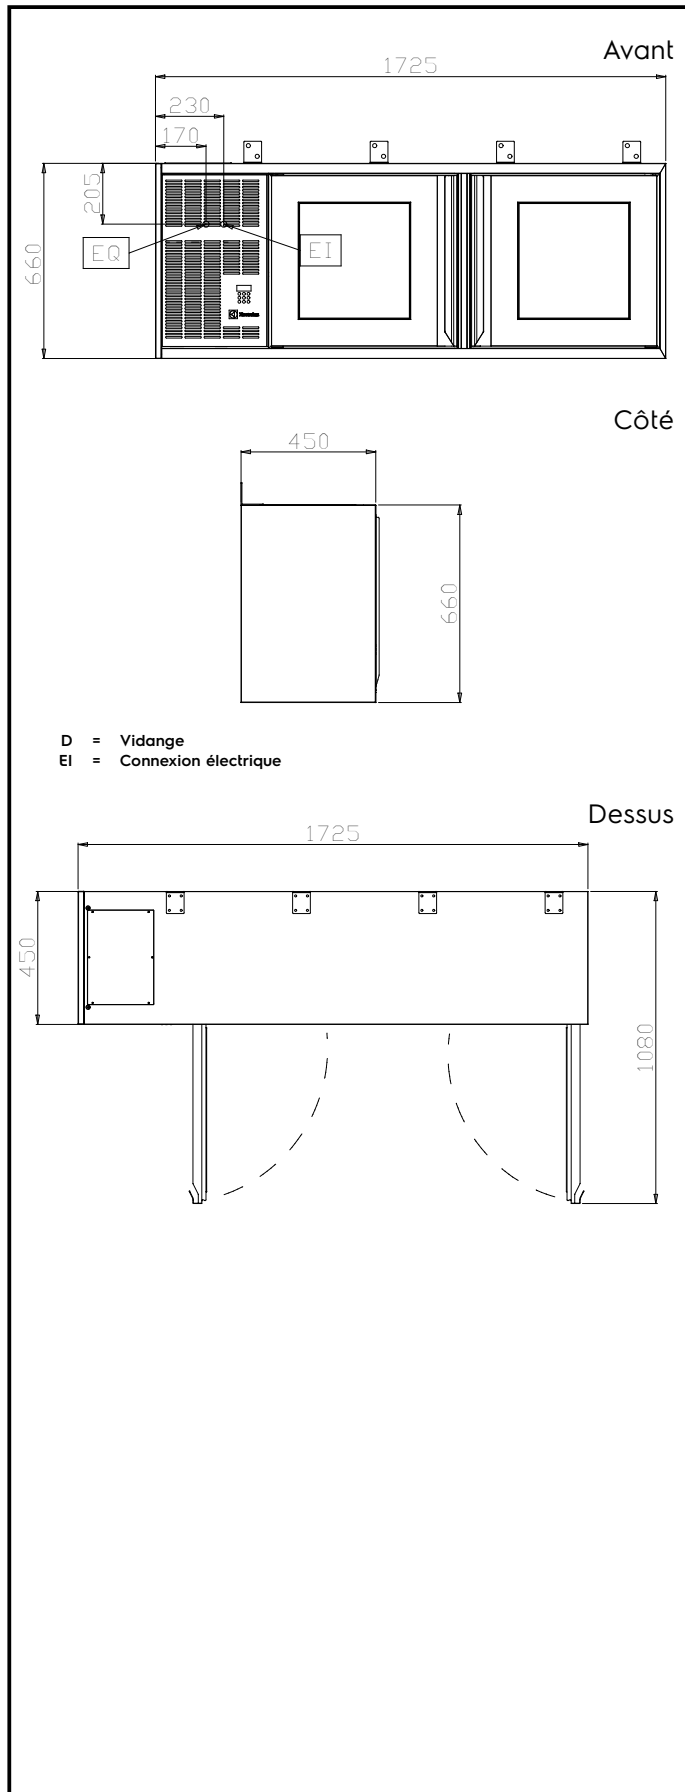 Avant
1725
230
170
205
660
EQ
EI
Electrolux
Côté
450
660
D = Vidange
EI = Connexion électrique
Dessus
1725
450
1080